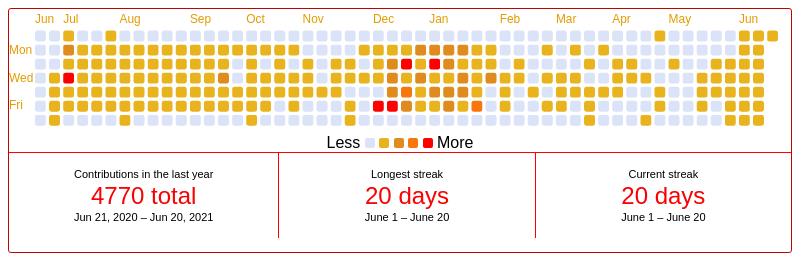 Jun Jul Aug Sep Oct Nov Dec Jan Feb Mar Apr May Jun
Mon
Wed
Fri
Less More
Contributions in the last year
4770 total
Jun 21, 2020 – Jun 20, 2021
Longest streak
20 days
June 1 – June 20
Current streak
20 days
June 1 – June 20